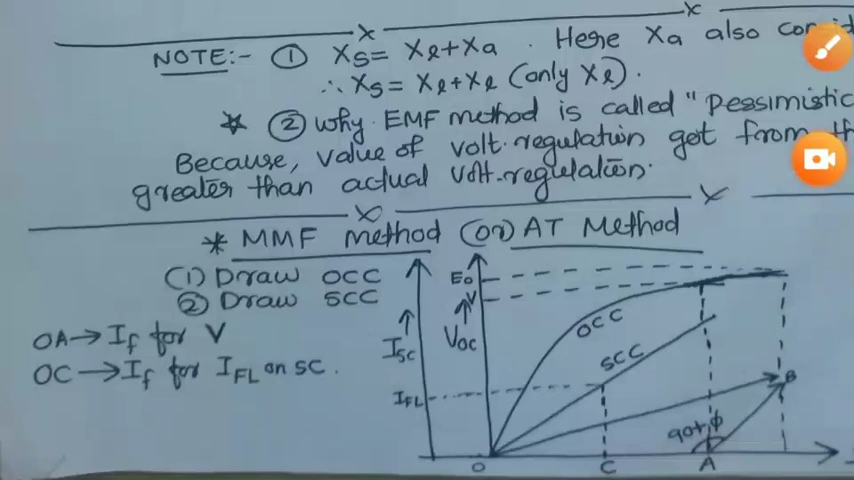 NOTE:- ① Xs = Xl + Xa . Here Xa also
∴ Xs = Xl + Xl (only Xl).
* ② Why EMF method is called "Pessimistic
Because, value of volt. regulation got from
greater than actual volt. regulation.
* MMF method (or) AT Method
(1) Draw OCC
② Draw SCC
OA → If for V
OC → If for IFL on SC.
Eo
V
Voc
Isc
IFL
OCC
SCC
B
90+φ
O
C
A